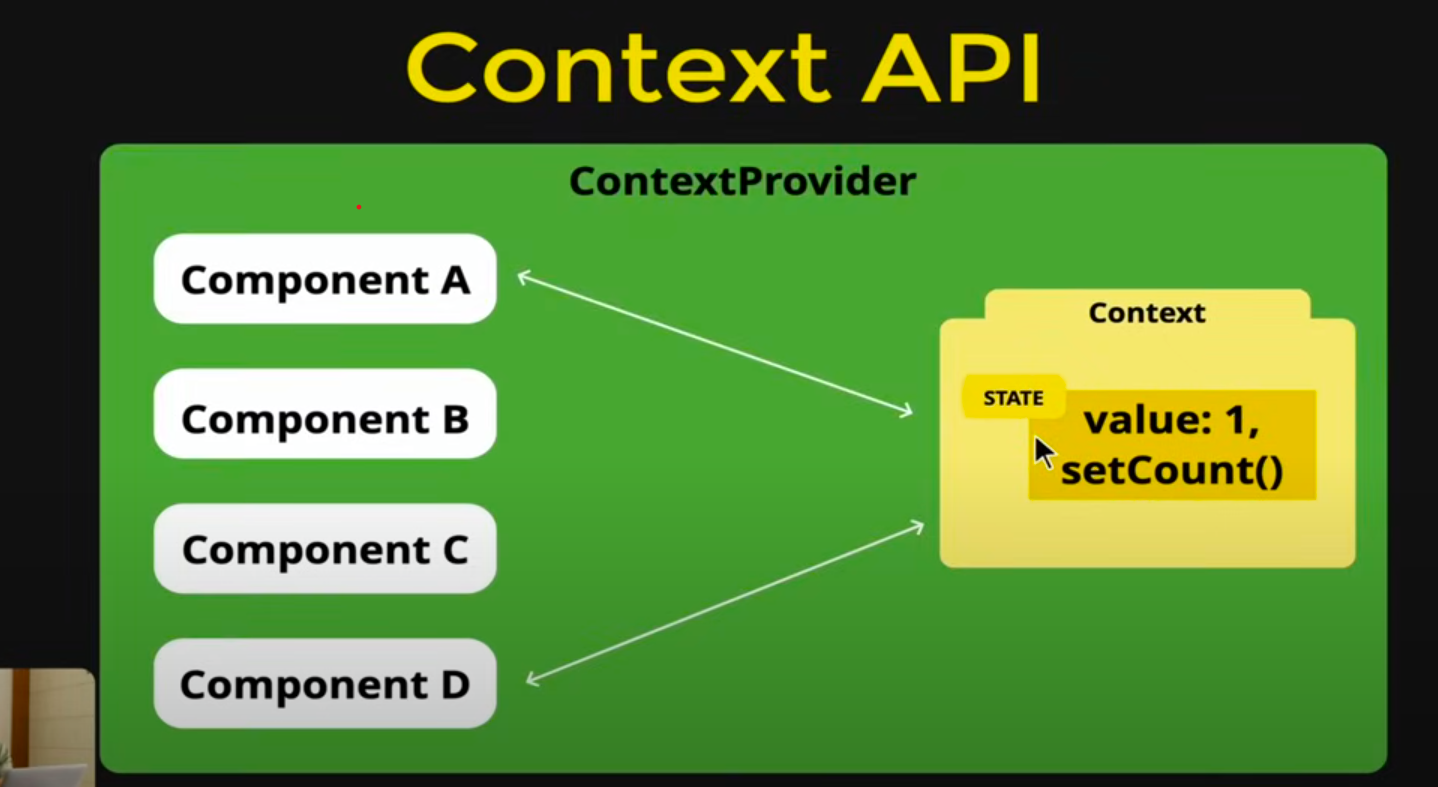 Context API
ContextProvider
Component A
Component B
Component C
Component D
Context
STATE
value: 1,
setCount()